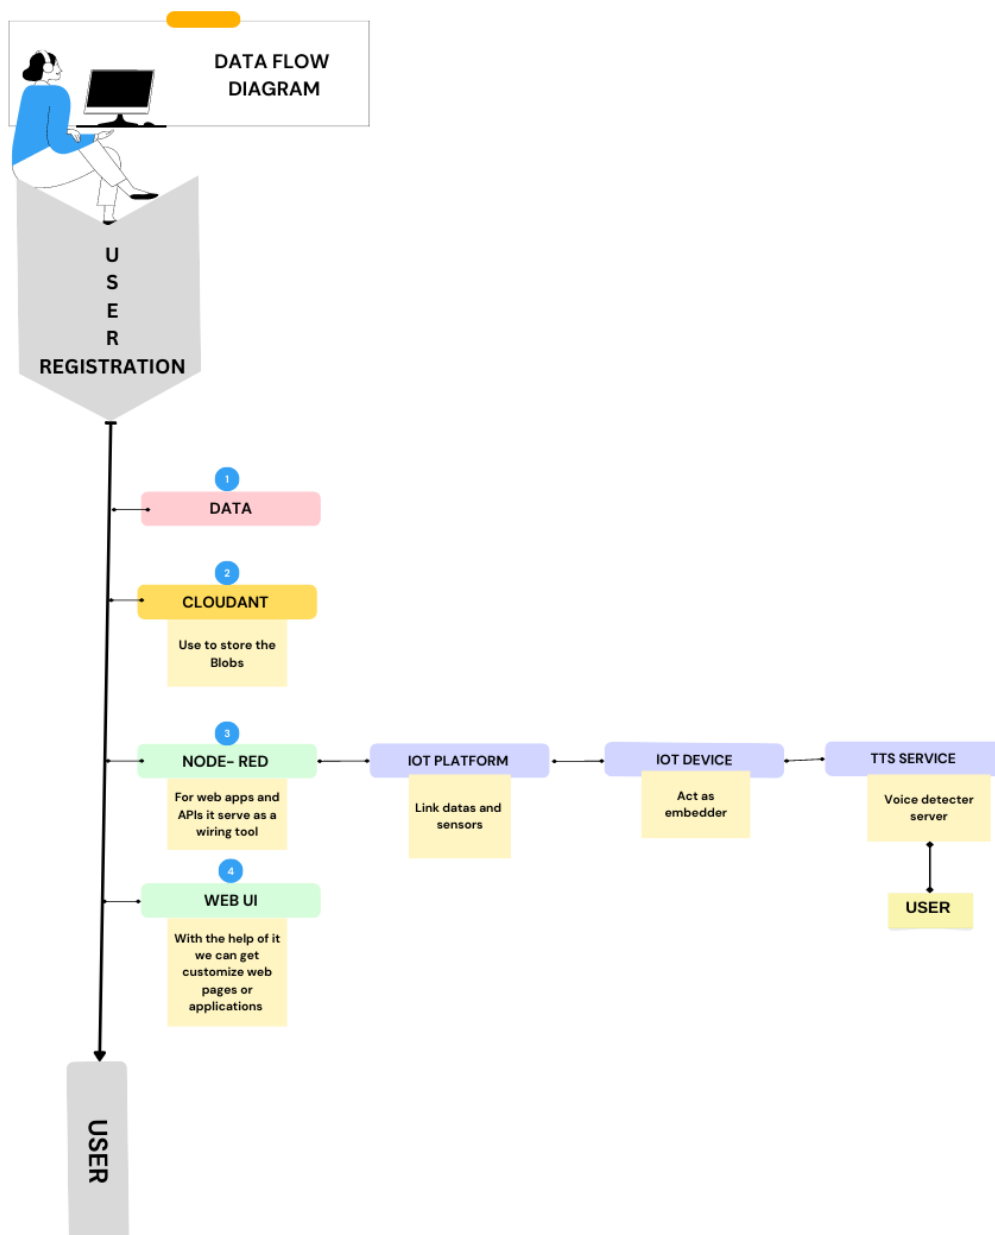 DATA FLOW
DIAGRAM
U
S
E
R
REGISTRATION
1
DATA
2
CLOUDANT
Use to store the
Blobs
3
NODE- RED
IOT PLATFORM
IOT DEVICE
TTS SERVICE
For web apps and
APIs it serve as a
wiring tool
Link datas and
sensors
Act as
embedder
Voice detecter
server
USER
4
WEB UI
With the help of it
we can get
customize web
pages or
applications
USER